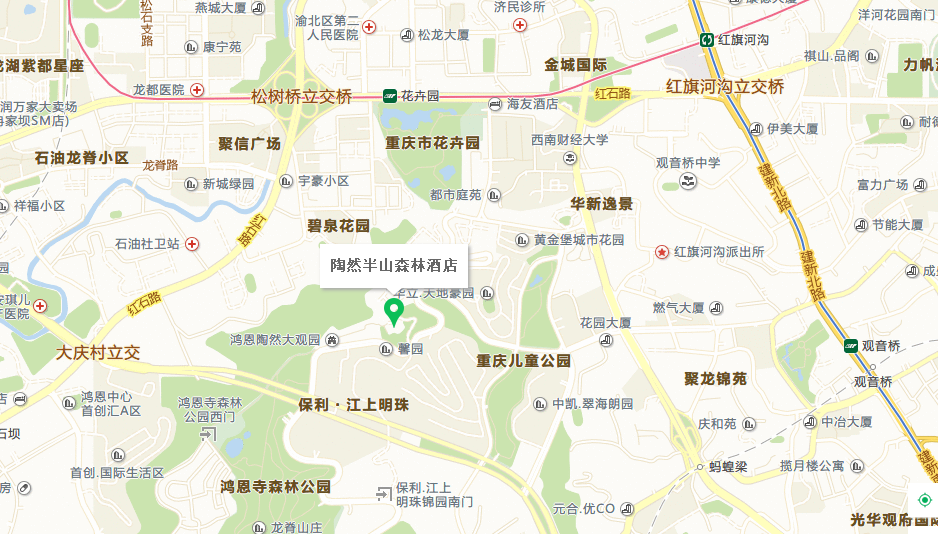 燕城大厦
松石支路
渝北区第二
人民医院
济民诊所
洋河花园南门
康宁苑
松龙大厦
红旗河沟
祺山.品阁
龙湖紫都星座
金城国际
龙都医院
松树桥立交桥
花卉园
海友酒店
红石路
红旗河沟立交桥
润万家大卖场
冉家坝SM店)
聚信广场
重庆市花卉园
西南财经大学
伊美大厦
石油龙脊小区
龙脊路
观音桥中学
新城绿园
宇豪小区
都市庭苑
建新北路
富力广场
祥福小区
碧泉花园
华新逸景
红石路
节能大厦
石油社卫站
黄金堡城市花园
红旗河沟派出所
陶然半山森林酒店
建新北路
华立.天地豪园
红石路
燃气大厦
花园大厦
鸿恩陶然大观园
馨园
观音桥
大庆村立交
重庆儿童公园
聚龙锦苑
观音桥
鸿恩中心
首创汇A区
鸿恩寺森林
公园西门
保利·江上明珠
中凯.翠海朗园
庆和苑
中冶大厦
石坝
首创.国际生活区
蚂蝗梁
揽月楼公寓
鸿恩寺森林公园
保利.江上
明珠锦园南门
元合.优CO
龙脊山庄
光华观府国际